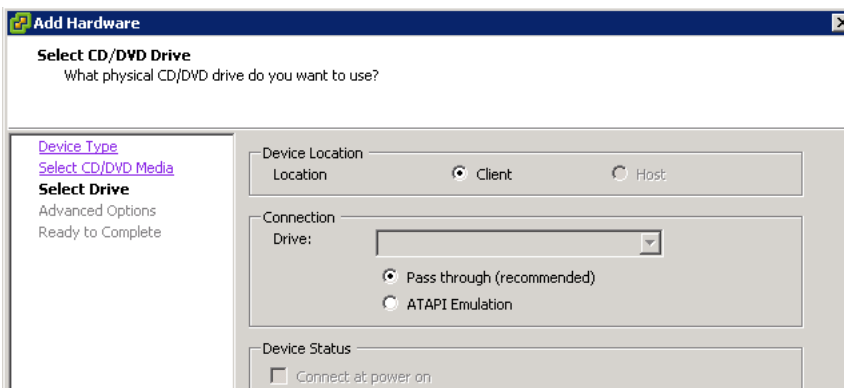 Add Hardware
Select CD/DVD Drive
What physical CD/DVD drive do you want to use?
Device Type
Select CD/DVD Media
Select Drive
Advanced Options
Ready to Complete
Device Location
Location Client Host
Connection
Drive:
Pass through (recommended)
ATAPI Emulation
Device Status
Connect at power on